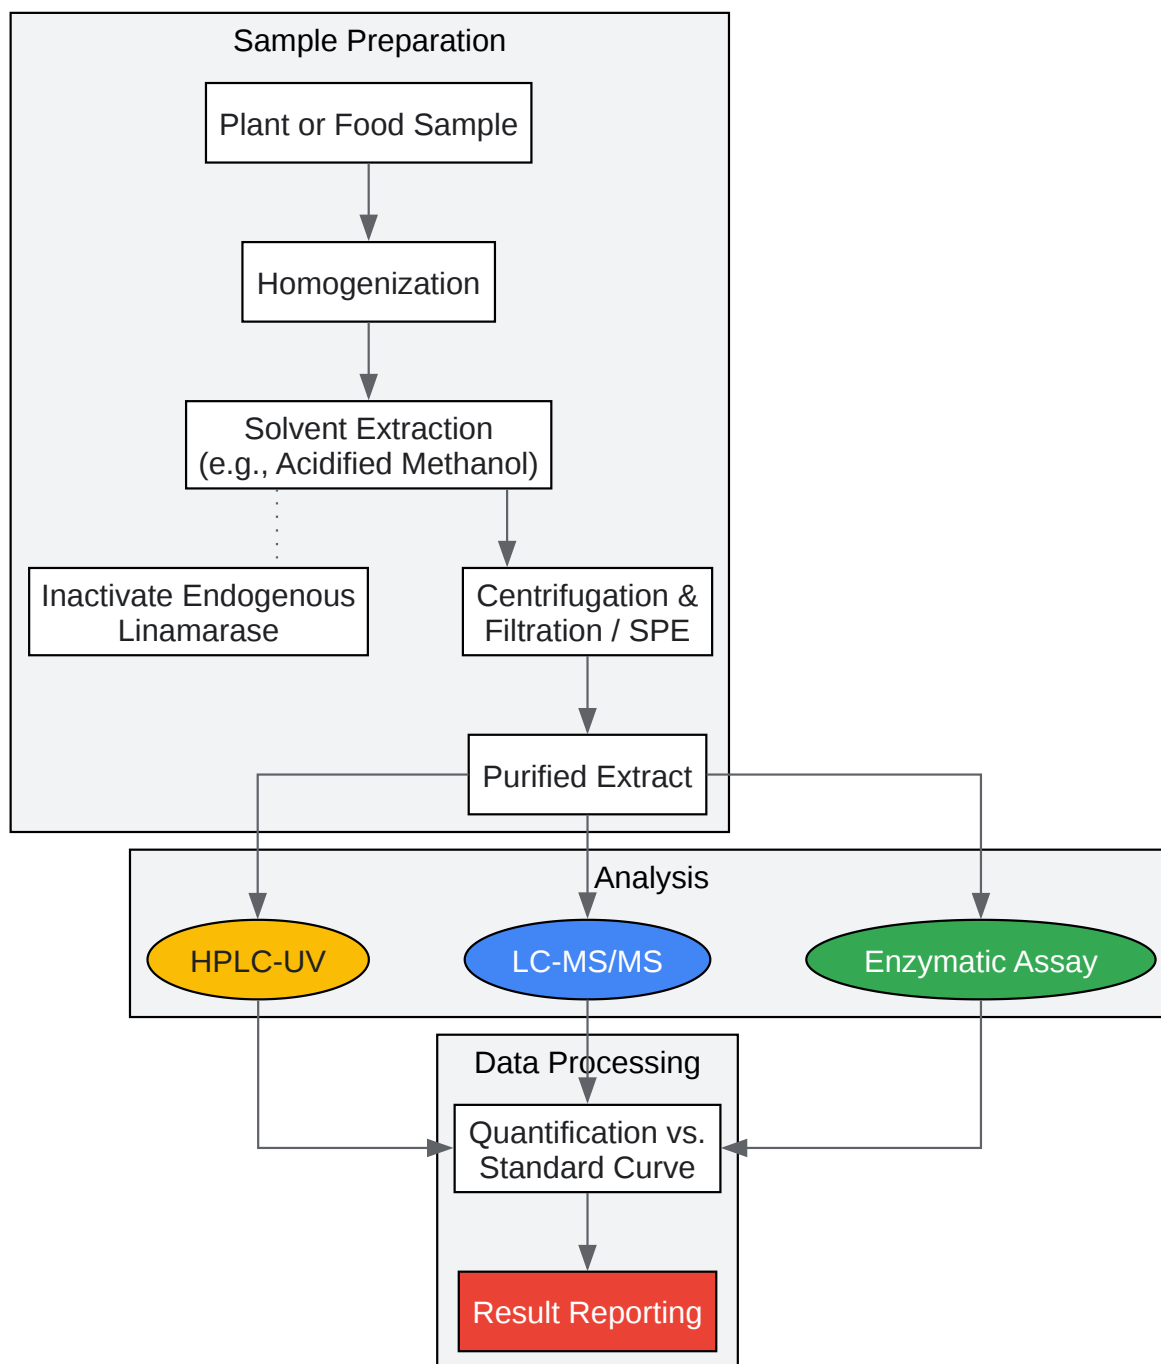 Sample Preparation
Plant or Food Sample
Homogenization
Solvent Extraction
(e.g., Acidified Methanol)
Inactivate Endogenous
Linamarase
Centrifugation &
Filtration / SPE
Purified Extract
Analysis
HPLC-UV
LC-MS/MS
Enzymatic Assay
Data Processing
Quantification vs.
Standard Curve
Result Reporting